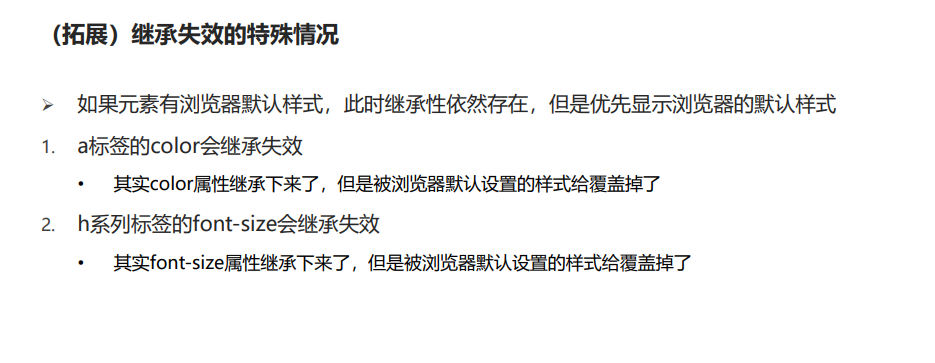 （拓展）继承失效的特殊情况
➢ 如果元素有浏览器默认样式，此时继承性依然存在，但是优先显示浏览器的默认样式
1. a标签的color会继承失效
• 其实color属性继承下来了，但是被浏览器默认设置的样式给覆盖掉了
2. h系列标签的font-size会继承失效
• 其实font-size属性继承下来了，但是被浏览器默认设置的样式给覆盖掉了